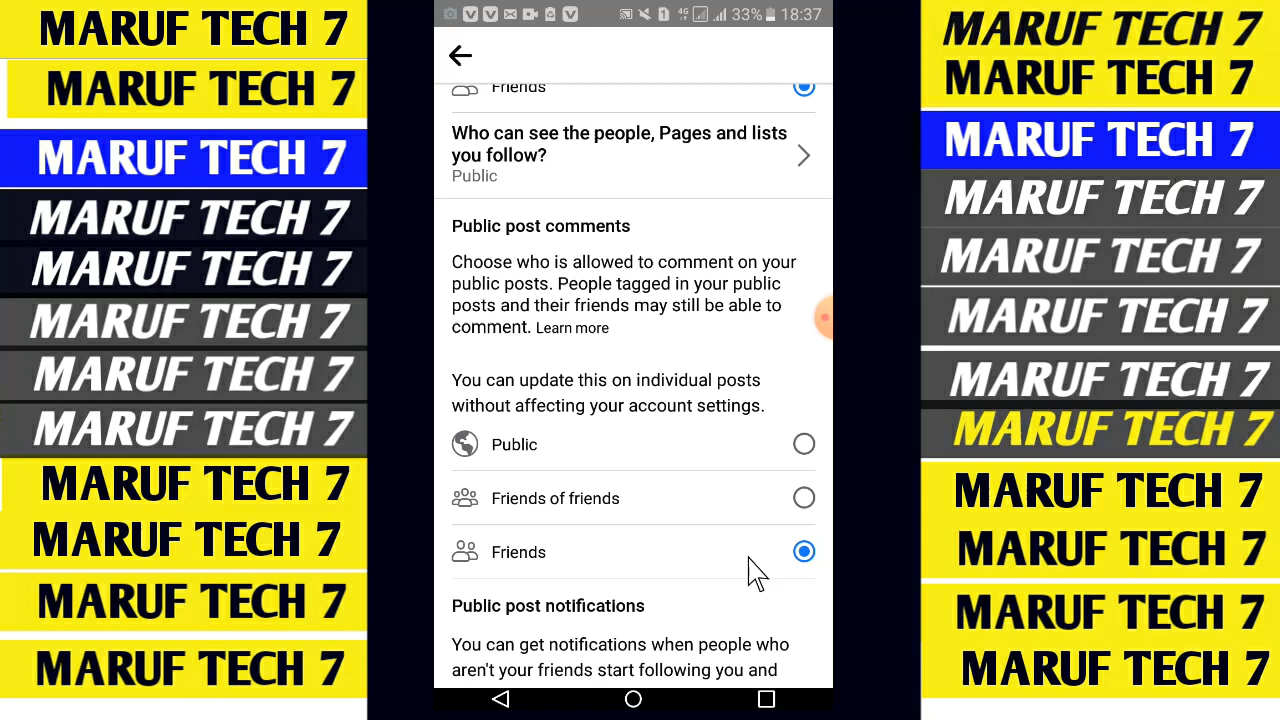 MARUF TECH 7
MARUF TECH 7
MARUF TECH 7
MARUF TECH 7
MARUF TECH 7
MARUF TECH 7
MARUF TECH 7
MARUF TECH 7
MARUF TECH 7
MARUF TECH 7
MARUF TECH 7
MARUF TECH 7
1 4G 33% 18:37
Friends
Who can see the people, Pages and lists
you follow?
Public
Public post comments
Choose who is allowed to comment on your
public posts. People tagged in your public
posts and their friends may still be able to
comment. Learn more
You can update this on individual posts
without affecting your account settings.
Public
Friends of friends
Friends
Public post notifications
You can get notifications when people who
aren't your friends start following you and
MARUF TECH 7
MARUF TECH 7
MARUF TECH 7
MARUF TECH 7
MARUF TECH 7
MARUF TECH 7
MARUF TECH 7
MARUF TECH 7
MARUF TECH 7
MARUF TECH 7
MARUF TECH 7
MARUF TECH 7